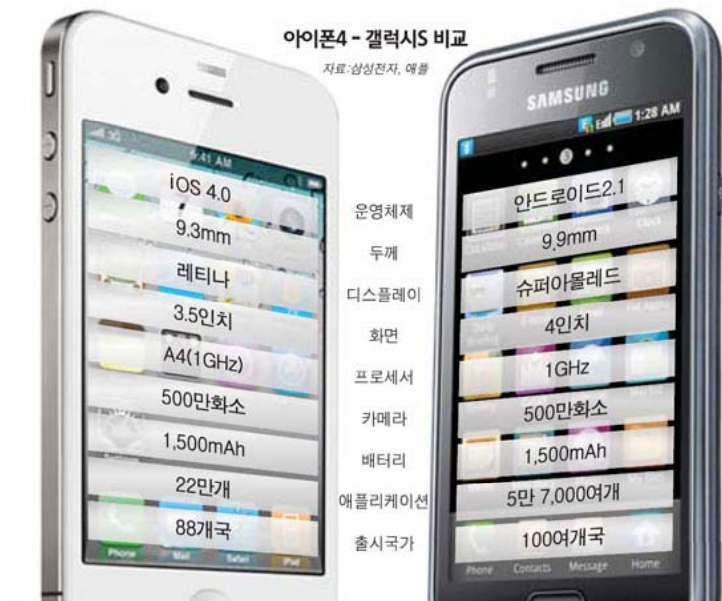 아이폰4 - 갤럭시S 비교
자료:삼성전자, 애플
SAMSUNG
3G
9:41 AM
1:28 AM
iOS 4.0
운영체제
안드로이드2.1
9.3mm
두께
9.9mm
레티나
디스플레이
슈퍼아몰레드
3.5인치
화면
4인치
A4(1GHz)
프로세서
1GHz
500만화소
카메라
500만화소
1,500mAh
배터리
1,500mAh
22만개
애플리케이션
5만 7,000여개
88개국
출시국가
100여개국
Phone Mail Safari iPod
Phone Contacts Message Home